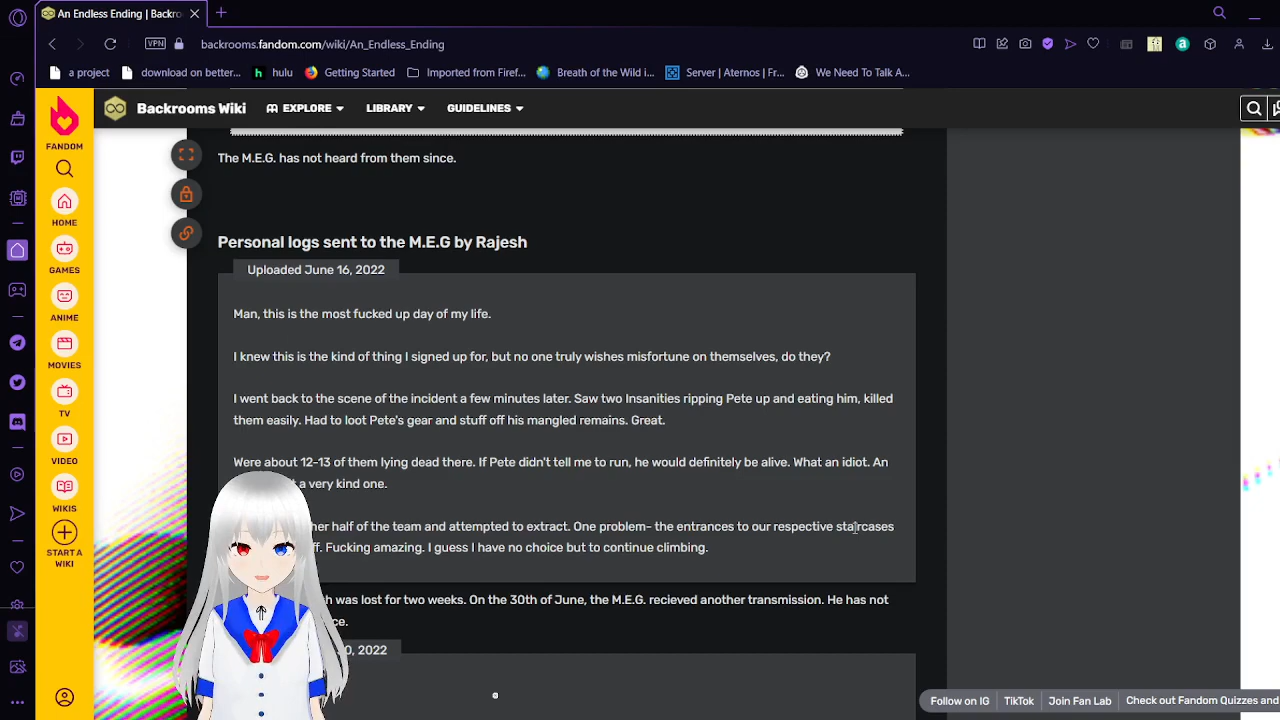 An Endless Ending | Backro
VPN
backrooms.fandom.com/wiki/An_Endless_Ending
a project
download on better...
hulu
Getting Started
Imported from Firef...
Breath of the Wild i...
Server | Aternos | Fr...
We Need To Talk A...
Backrooms Wiki
EXPLORE
LIBRARY
GUIDELINES
FANDOM
HOME
GAMES
ANIME
MOVIES
TV
VIDEO
WIKIS
START A
WIKI
The M.E.G. has not heard from them since.
Personal logs sent to the M.E.G by Rajesh
Uploaded June 16, 2022
Man, this is the most fucked up day of my life.
I knew this is the kind of thing I signed up for, but no one truly wishes misfortune on themselves, do they?
I went back to the scene of the incident a few minutes later. Saw two Insanities ripping Pete up and eating him, killed
them easily. Had to loot Pete's gear and stuff off his mangled remains. Great.
Were about 12-13 of them lying dead there. If Pete didn't tell me to run, he would definitely be alive. What an idiot. An
a very kind one.
half of the team and attempted to extract. One problem- the entrances to our respective staircases
Fucking amazing. I guess I have no choice but to continue climbing.
was lost for two weeks. On the 30th of June, the M.E.G. recieved another transmission. He has not
2022
Follow on IG
TikTok
Join Fan Lab
Check out Fandom Quizzes and